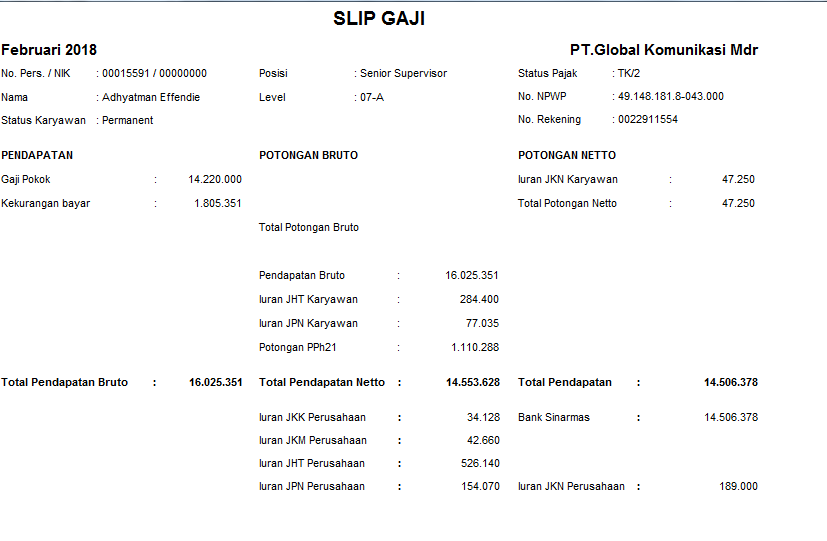 SLIP GAJI
Februari 2018 PT.Global Komunikasi Mdr
No. Pers. / NIK : 00015591 / 00000000 Posisi : Senior Supervisor Status Pajak : TK/2
Nama : Adhyatman Effendie Level : 07-A No. NPWP : 49.148.181.8-043.000
Status Karyawan : Permanent No. Rekening : 0022911554
PENDAPATAN POTONGAN BRUTO POTONGAN NETTO
Gaji Pokok : 14.220.000 Iuran JKN Karyawan : 47.250
Kekurangan bayar : 1.805.351 Total Potongan Netto : 47.250
Total Potongan Bruto
Pendapatan Bruto : 16.025.351
Iuran JHT Karyawan : 284.400
Iuran JPN Karyawan : 77.035
Potongan PPh21 : 1.110.288
Total Pendapatan Bruto : 16.025.351 Total Pendapatan Netto : 14.553.628 Total Pendapatan : 14.506.378
Iuran JKK Perusahaan : 34.128 Bank Sinarmas : 14.506.378
Iuran JKM Perusahaan : 42.660
Iuran JHT Perusahaan : 526.140
Iuran JPN Perusahaan : 154.070 Iuran JKN Perusahaan : 189.000